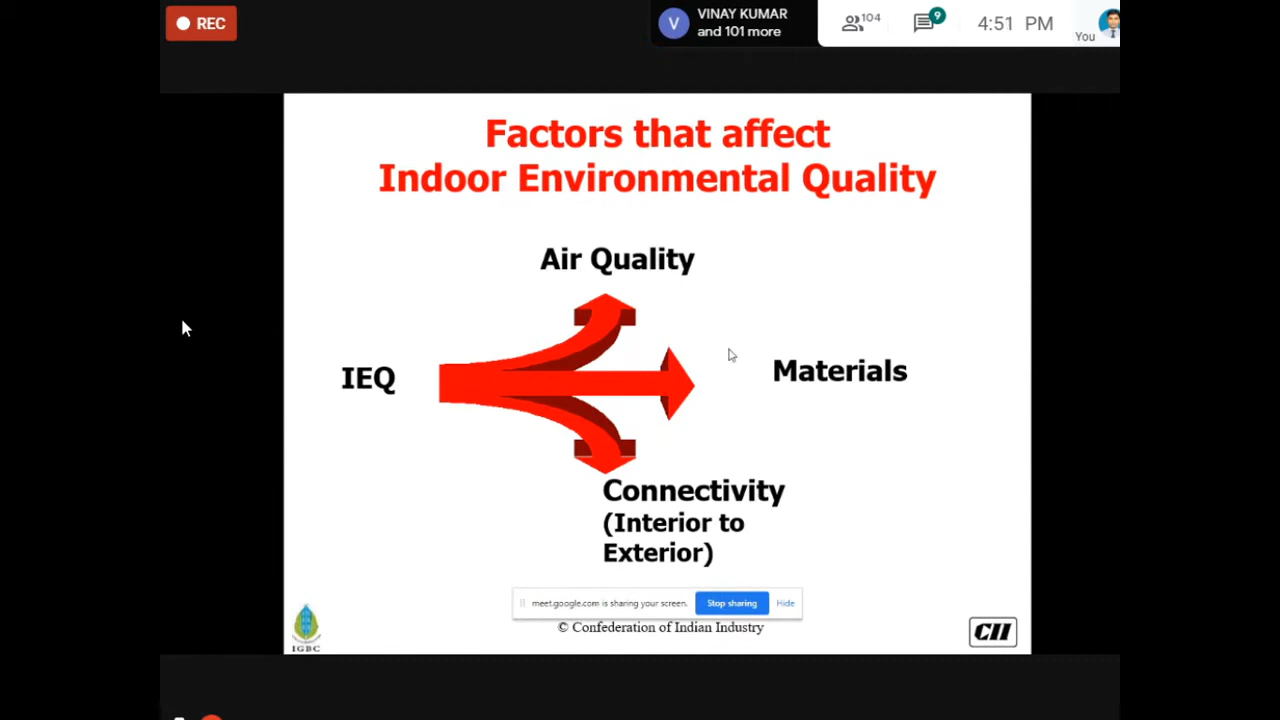 REC
V
VINAY KUMAR
and 101 more
104
9
4:51 PM
You
Factors that affect
Indoor Environmental Quality
Air Quality
IEQ
Materials
Connectivity
(Interior to
Exterior)
meet.google.com is sharing your screen.
Stop sharing
Hide
© Confederation of Indian Industry
IGBC
CII